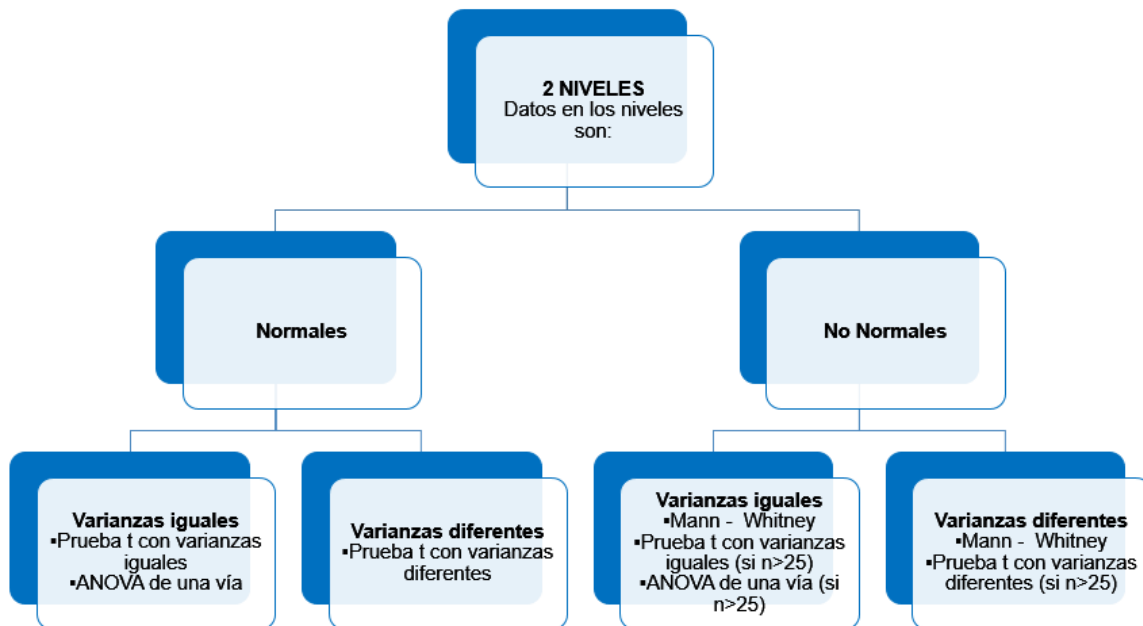 2 NIVELES
Datos en los niveles
son:
Normales
No Normales
Varianzas iguales
▪Prueba t con varianzas
iguales
▪ANOVA de una vía
Varianzas diferentes
▪Prueba t con varianzas
diferentes
Varianzas iguales
▪Mann - Whitney
▪Prueba t con varianzas
iguales (si n>25)
▪ANOVA de una vía (si
n>25)
Varianzas diferentes
▪Mann - Whitney
▪Prueba t con varianzas
diferentes (si n>25)